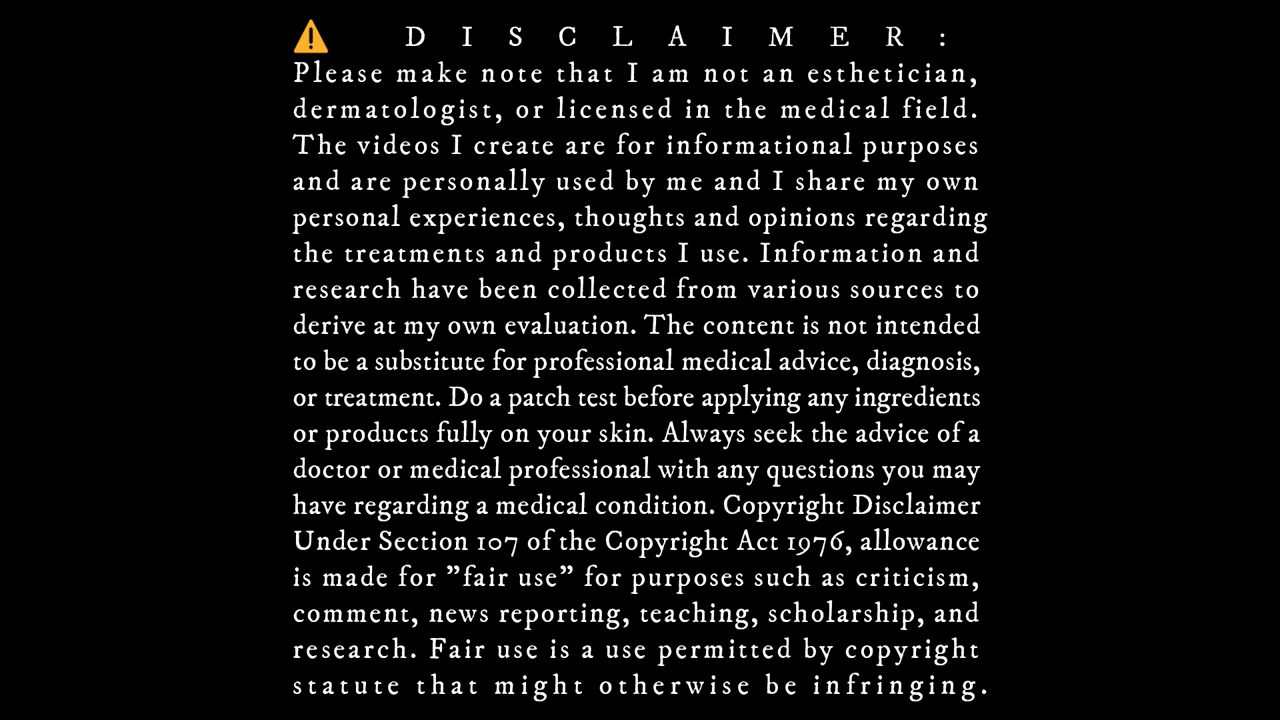 ⚠ DISCLAIMER:
Please make note that I am not an esthetician,
dermatologist, or licensed in the medical field.
The videos I create are for informational purposes
and are personally used by me and I share my own
personal experiences, thoughts and opinions regarding
the treatments and products I use. Information and
research have been collected from various sources to
derive at my own evaluation. The content is not intended
to be a substitute for professional medical advice, diagnosis,
or treatment. Do a patch test before applying any ingredients
or products fully on your skin. Always seek the advice of a
doctor or medical professional with any questions you may
have regarding a medical condition. Copyright Disclaimer
Under Section 107 of the Copyright Act 1976, allowance
is made for ”fair use” for purposes such as criticism,
comment, news reporting, teaching, scholarship, and
research. Fair use is a use permitted by copyright
statute that might otherwise be infringing.